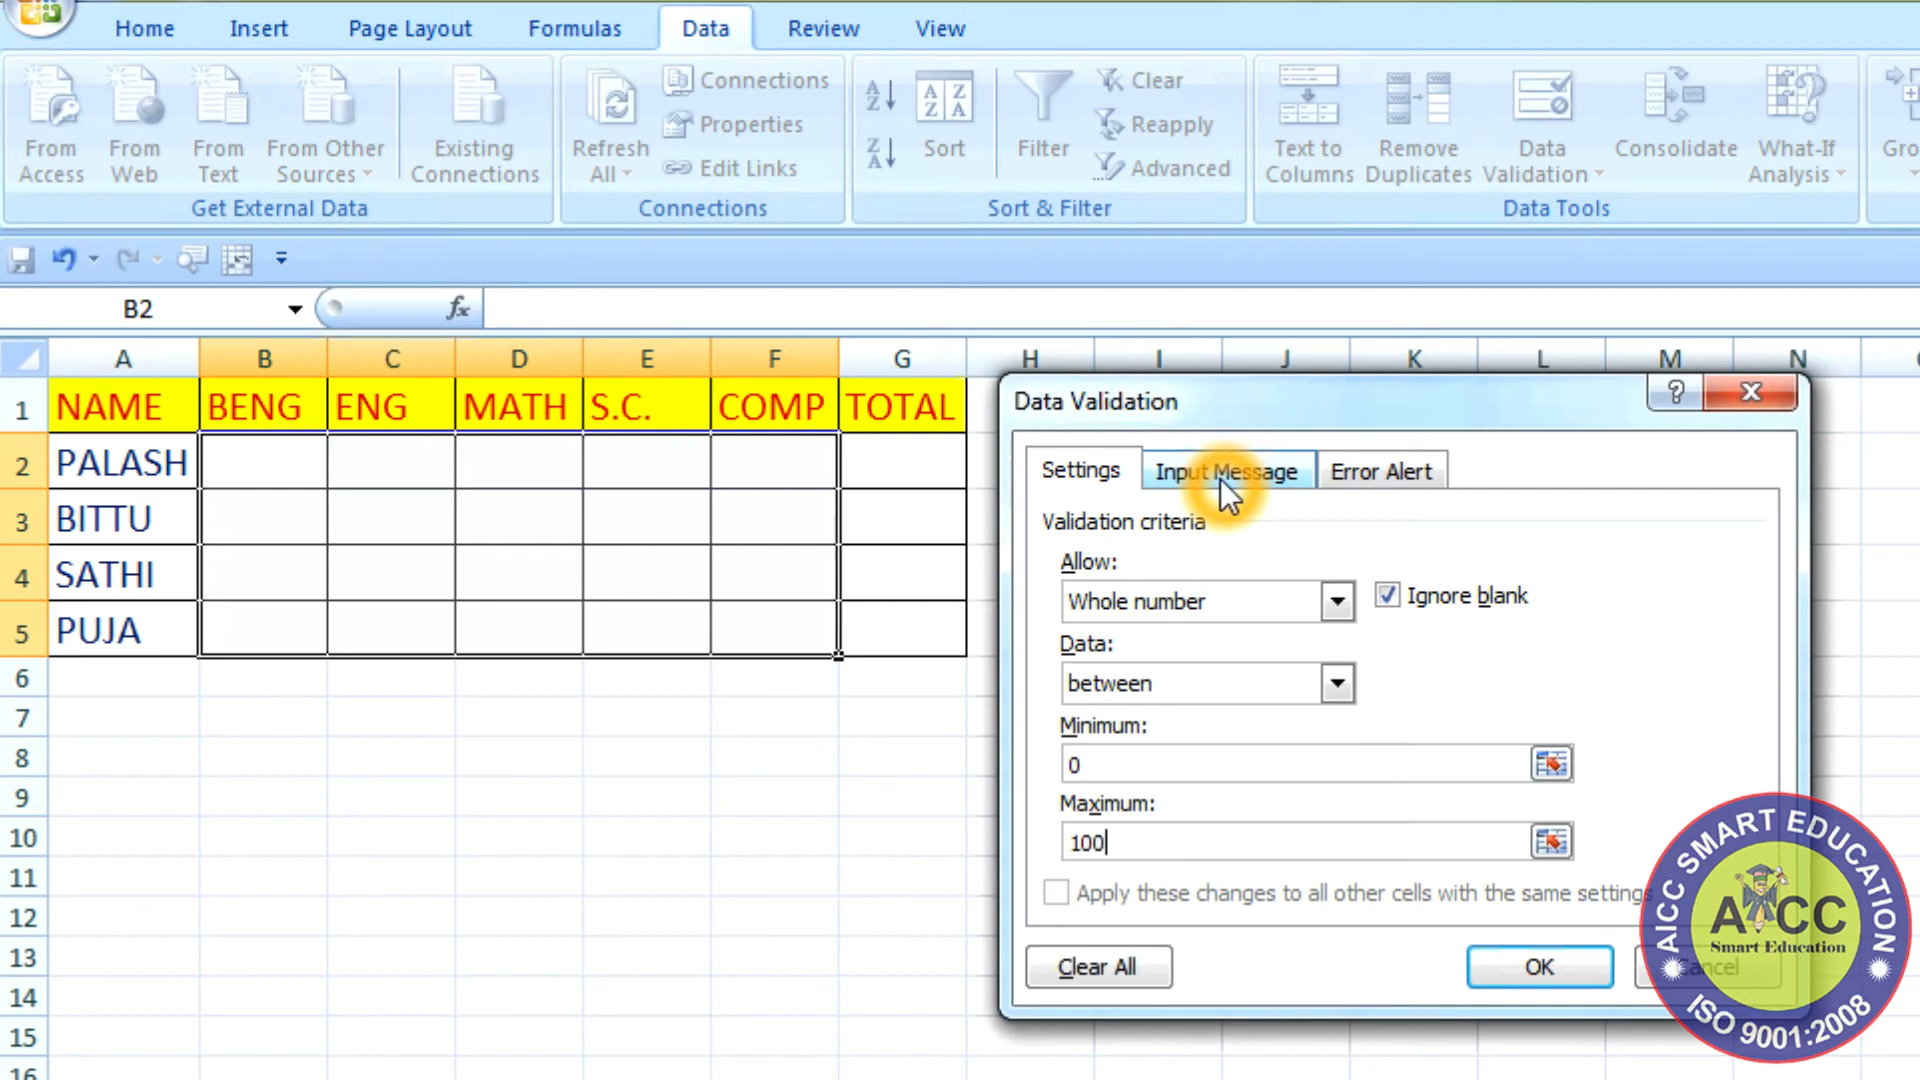 Home Insert Page Layout Formulas Data Review View
From Access
From Web
From Text
From Other Sources
Existing Connections
Get External Data
Refresh All
Connections
Properties
Edit Links
Connections
Sort
Filter
Clear
Reapply
Advanced
Sort & Filter
Text to Columns
Remove Duplicates
Data Validation
Consolidate
What-If Analysis
Data Tools
Gro
B2
fx
A B C D E F G H I J K L M N
1 NAME BENG ENG MATH S.C. COMP TOTAL
2 PALASH
3 BITTU
4 SATHI
5 PUJA
6
7
8
9
10
11
12
13
14
15
16
Data Validation
Settings Input Message Error Alert
Validation criteria
Allow:
Whole number
Ignore blank
Data:
between
Minimum:
0
Maximum:
100
Apply these changes to all other cells with the same settings
Clear All OK Cancel
AICC SMART EDUCATION
AICC
Smart Education
ISO 9001:2008